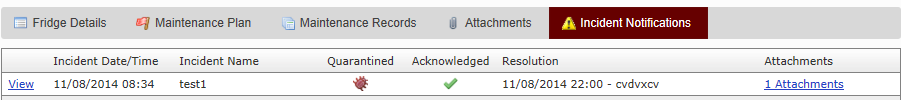 Fridge Details Maintenance Plan Maintenance Records Attachments Incident Notifications
Incident Date/Time Incident Name Quarantined Acknowledged Resolution Attachments
View 11/08/2014 08:34 test1 11/08/2014 22:00 - cvdvxcv 1 Attachments